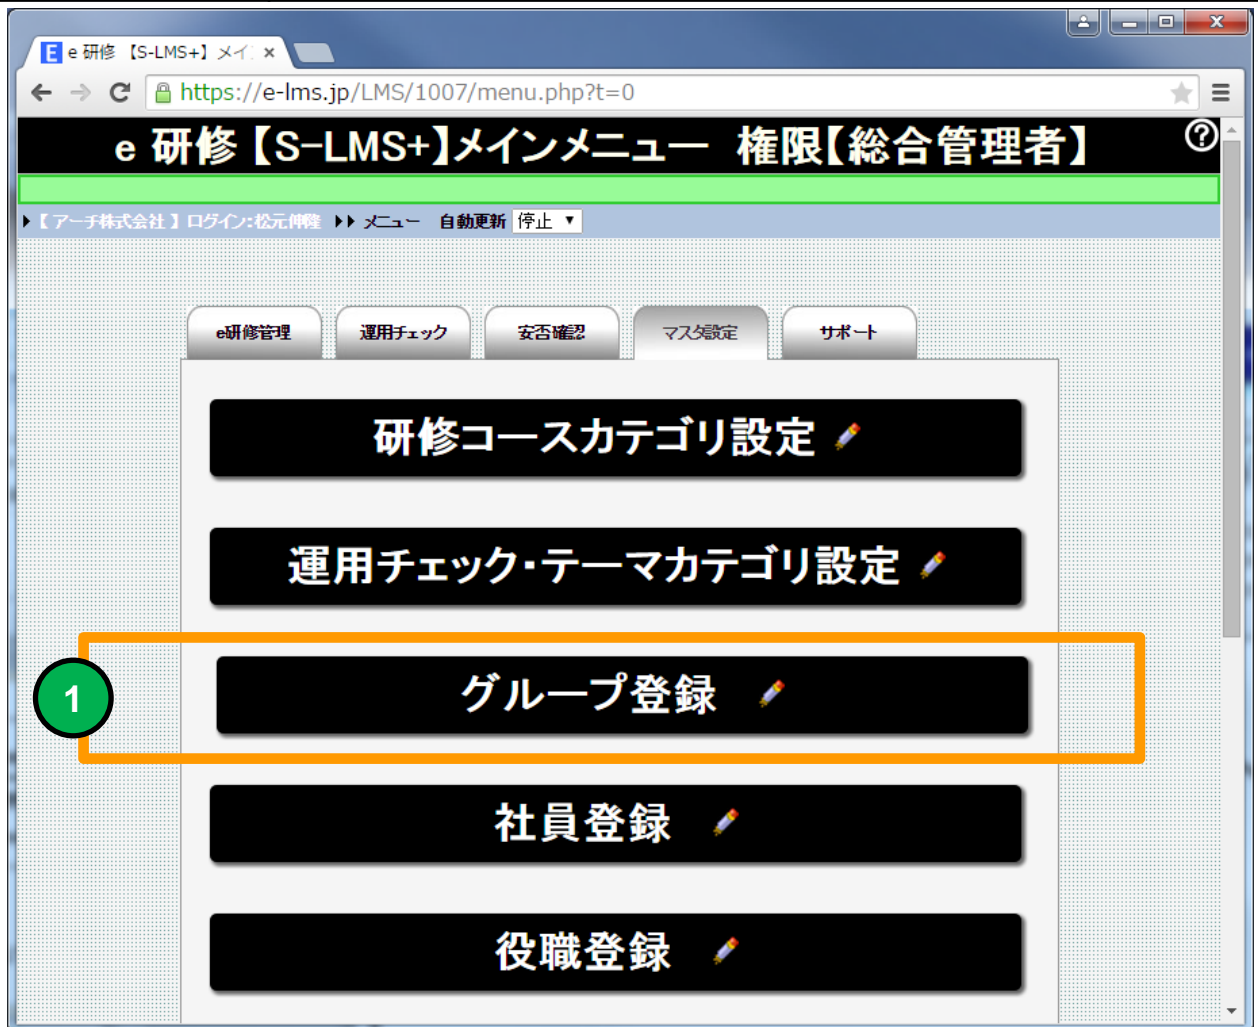 e 研修 【S-LMS+】 メイ
https://e-lms.jp/LMS/1007/menu.php?t=0
e 研修【S-LMS+】メインメニュー 権限【総合管理者】
【 アーチ株式会社 】ログイン:松元伸隆 メニュー 自動更新 停止
e研修管理 運用チェック 安否確認 マスタ設定 サポート
研修コースカテゴリ設定
運用チェック・テーマカテゴリ設定
1
グループ登録
社員登録
役職登録